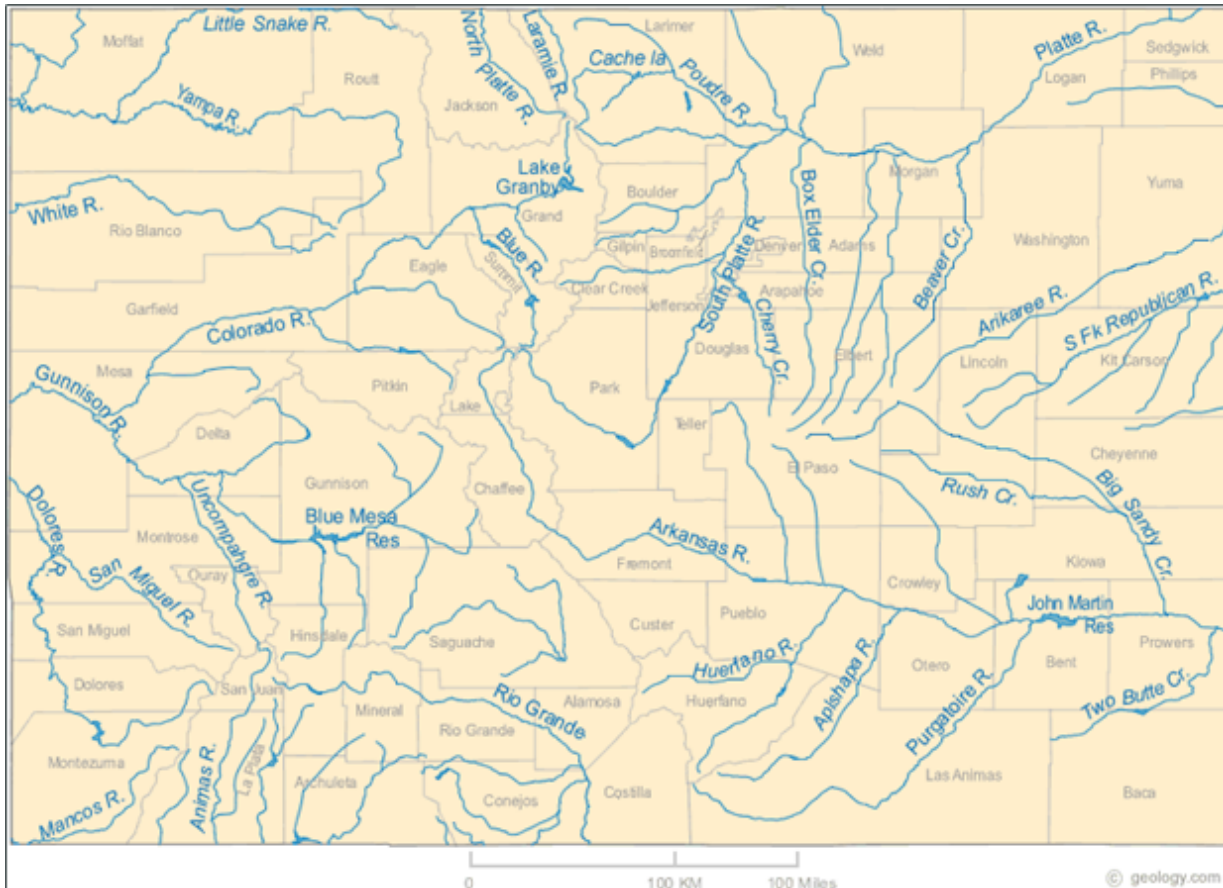 Moffat
Little Snake R.
Routt
North Platte R.
Laramie R.
Jackson
Larimer
Cache la Poudre R.
Weld
Platte R.
Sedgwick
Logan
Phillips
Yampa R.
Lake
Granby
Boulder
Box Elder Cr.
Morgan
Yuma
White R.
Rio Blanco
Grand
Blue R.
Gilpin
Broomfield
Denver
Adams
Washington
Eagle
Summit
Clear Creek
Jefferson
South Platte R.
Arapahoe
Beaver Cr.
Garfield
Colorado R.
Cherry Cr.
Douglas
Elbert
Arikaree R.
Lincoln
S Fk Republican R.
Kit Carson
Mesa
Gunnison R.
Pitkin
Lake
Park
Teller
Delta
El Paso
Cheyenne
Gunnison
Chaffee
Rush Cr.
Big Sandy Cr.
Dolores R.
Uncompahgre R.
Blue Mesa
Res
Montrose
Arkansas R.
Fremont
Kiowa
San Miguel R.
Ouray
Crowley
Pueblo
John Martin
Res
San Miguel
Hinsdale
Saguache
Custer
Huerfano R.
Apishapa R.
Otero
Bent
Prowers
Dolores
San Juan
Mineral
Rio Grande
Alamosa
Huerfano
Purgatoire R.
Two Butte Cr.
Rio Grande
Montezuma
Mancos R.
Animas R.
La Plata
Archuleta
Conejos
Costilla
Las Animas
Baca
0
100 KM
100 Miles
© geology.com